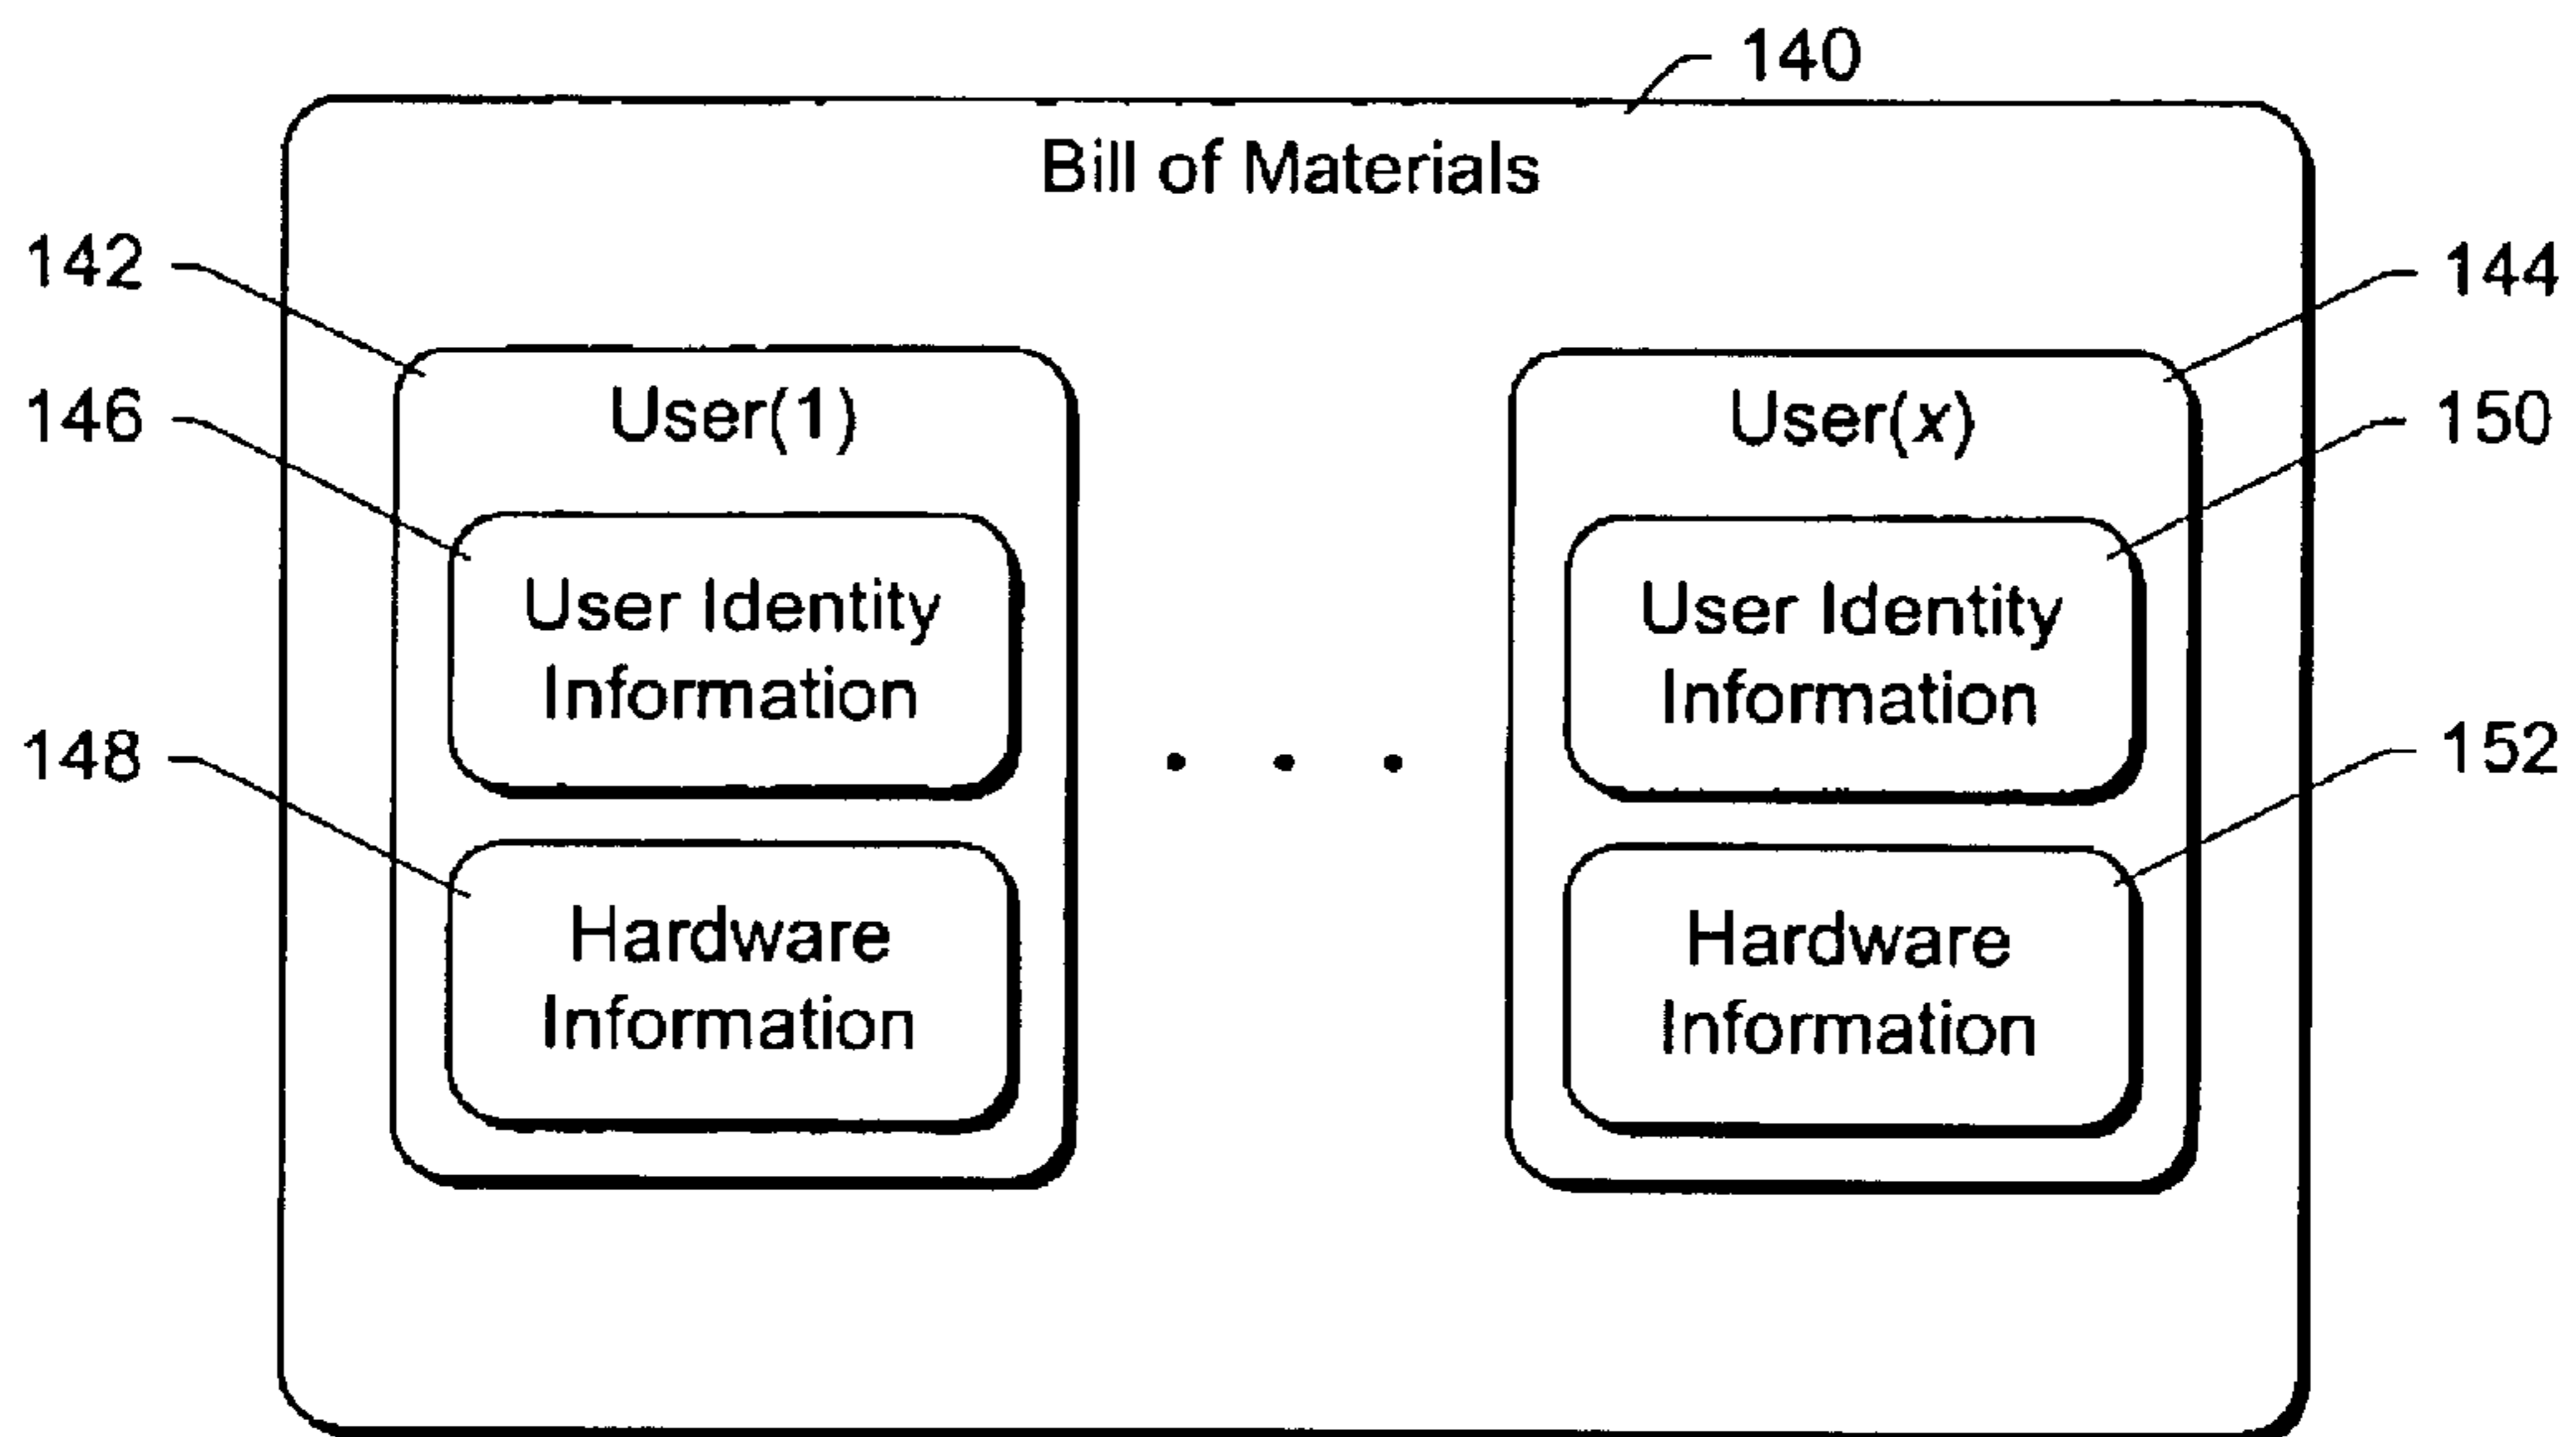 140
Bill of Materials
142
144
User(1)
User(x)
146
150
User Identity
Information
User Identity
Information
148
152
Hardware
Information
Hardware
Information